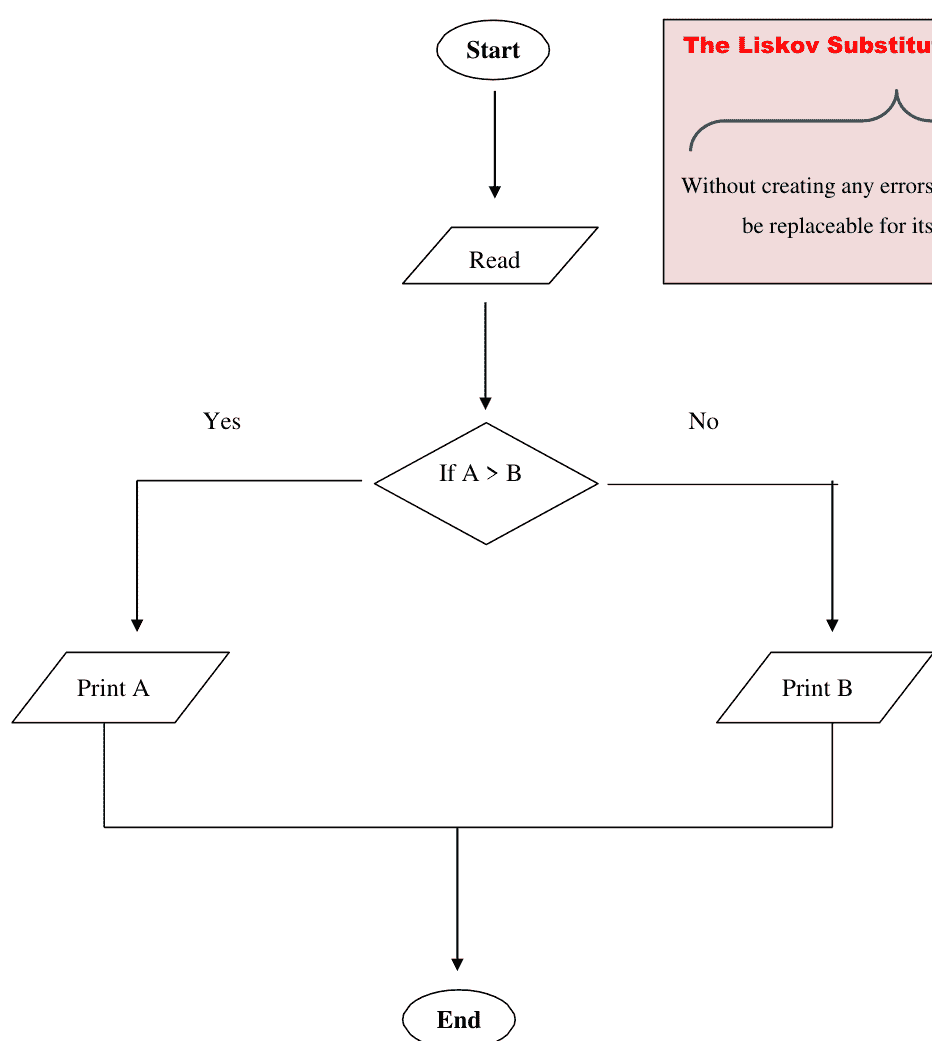 Start
The Liskov Substitu
Without creating any errors
be replaceable for its
Read
Yes
No
If A > B
Print A
Print B
End